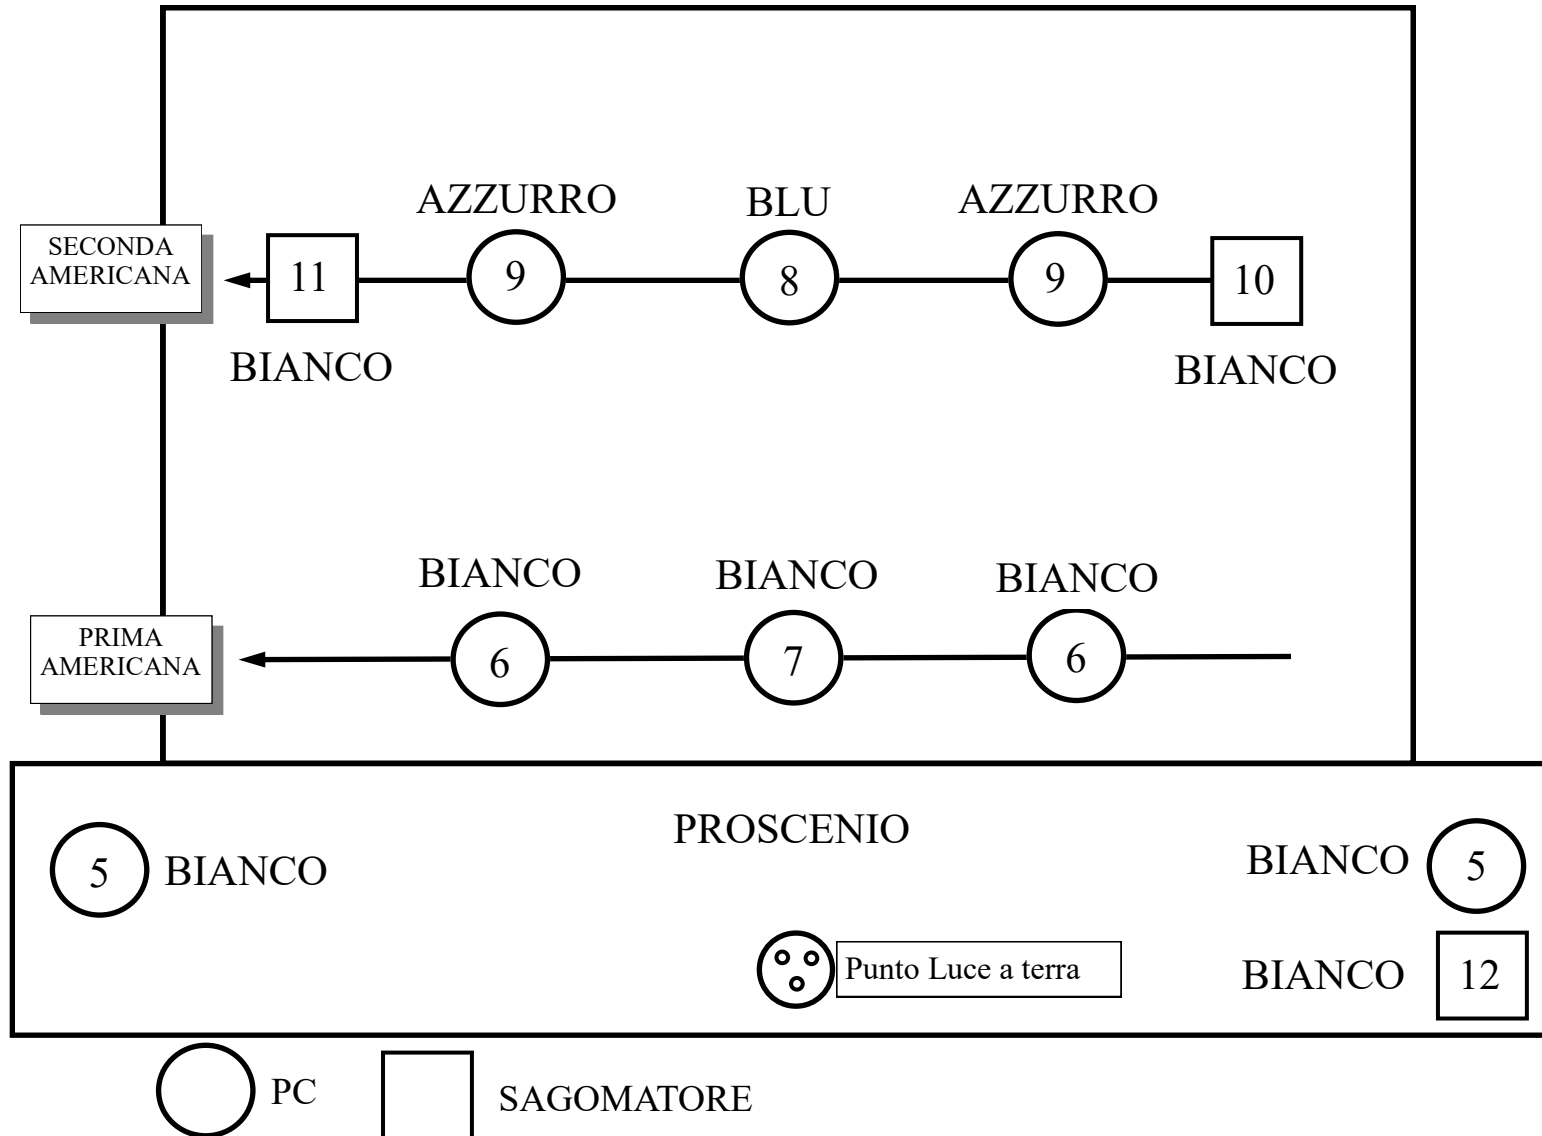 AZZURRO
BLU
AZZURRO
SECONDA
AMERICANA
11
9
8
9
10
BIANCO
BIANCO
BIANCO
BIANCO
BIANCO
PRIMA
AMERICANA
6
7
6
PROSCENIO
5
BIANCO
BIANCO
5
Punto Luce a terra
BIANCO
12
PC
SAGOMATORE